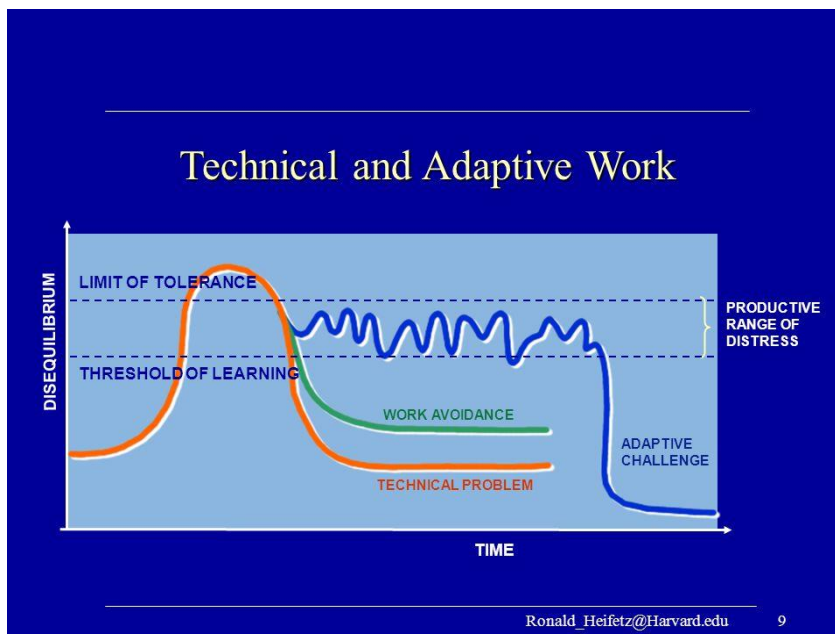 Technical and Adaptive Work
DISEQUILIBRIUM
LIMIT OF TOLERANCE
THRESHOLD OF LEARNING
PRODUCTIVE
RANGE OF
DISTRESS
WORK AVOIDANCE
TECHNICAL PROBLEM
ADAPTIVE
CHALLENGE
TIME
Ronald_Heifetz@Harvard.edu 9